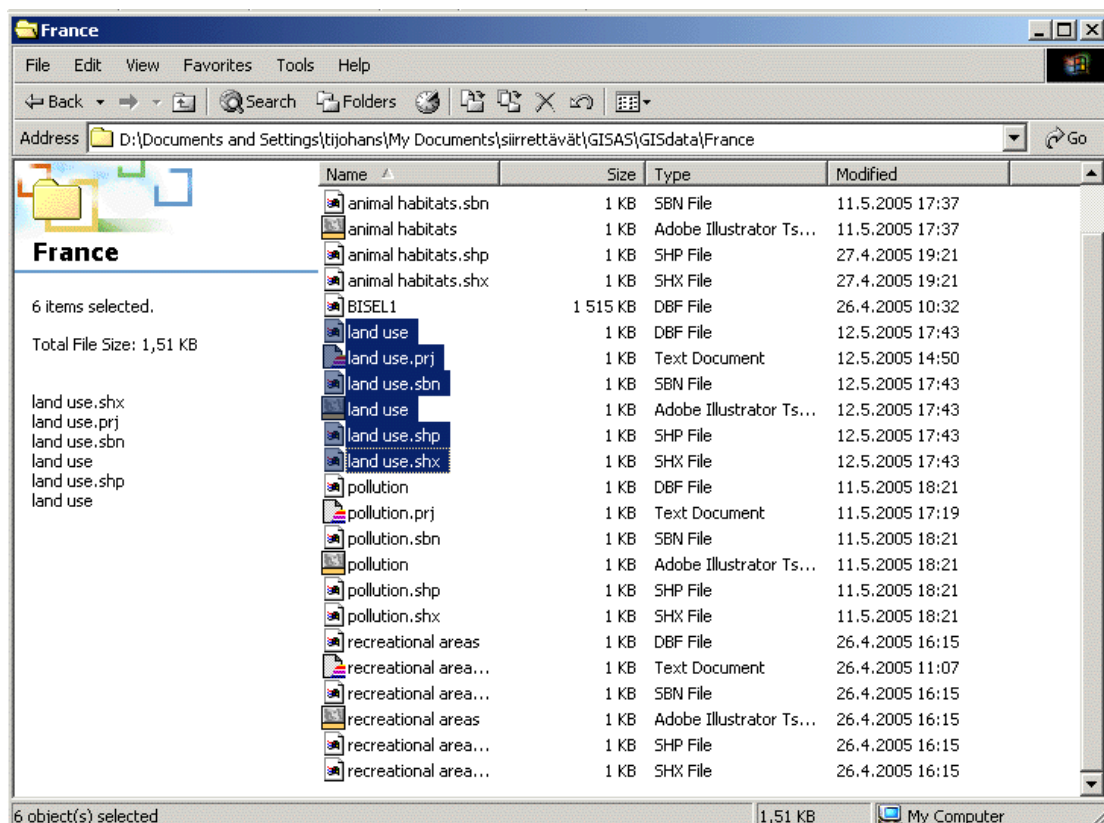 France
File Edit View Favorites Tools Help
Back Search Folders
Address D:\Documents and Settings\tijohans\My Documents\siirrettävät\GISAS\GISdata\France Go
France
6 items selected.
Total File Size: 1,51 KB
land use.shx
land use.prj
land use.sbn
land use
land use.shp
land use
Name Size Type Modified
animal habitats.sbn 1 KB SBN File 11.5.2005 17:37
animal habitats 1 KB Adobe Illustrator Ts... 11.5.2005 17:37
animal habitats.shp 1 KB SHP File 27.4.2005 19:21
animal habitats.shx 1 KB SHX File 27.4.2005 19:21
BISEL1 1 515 KB DBF File 26.4.2005 10:32
land use 1 KB DBF File 12.5.2005 17:43
land use.prj 1 KB Text Document 12.5.2005 14:50
land use.sbn 1 KB SBN File 12.5.2005 17:43
land use 1 KB Adobe Illustrator Ts... 12.5.2005 17:43
land use.shp 1 KB SHP File 12.5.2005 17:43
land use.shx 1 KB SHX File 12.5.2005 17:43
pollution 1 KB DBF File 11.5.2005 18:21
pollution.prj 1 KB Text Document 11.5.2005 17:19
pollution.sbn 1 KB SBN File 11.5.2005 18:21
pollution 1 KB Adobe Illustrator Ts... 11.5.2005 18:21
pollution.shp 1 KB SHP File 11.5.2005 18:21
pollution.shx 1 KB SHX File 11.5.2005 18:21
recreational areas 1 KB DBF File 26.4.2005 16:15
recreational area... 1 KB Text Document 26.4.2005 11:07
recreational area... 1 KB SBN File 26.4.2005 16:15
recreational areas 1 KB Adobe Illustrator Ts... 26.4.2005 16:15
recreational area... 1 KB SHP File 26.4.2005 16:15
recreational area... 1 KB SHX File 26.4.2005 16:15
6 object(s) selected 1,51 KB My Computer